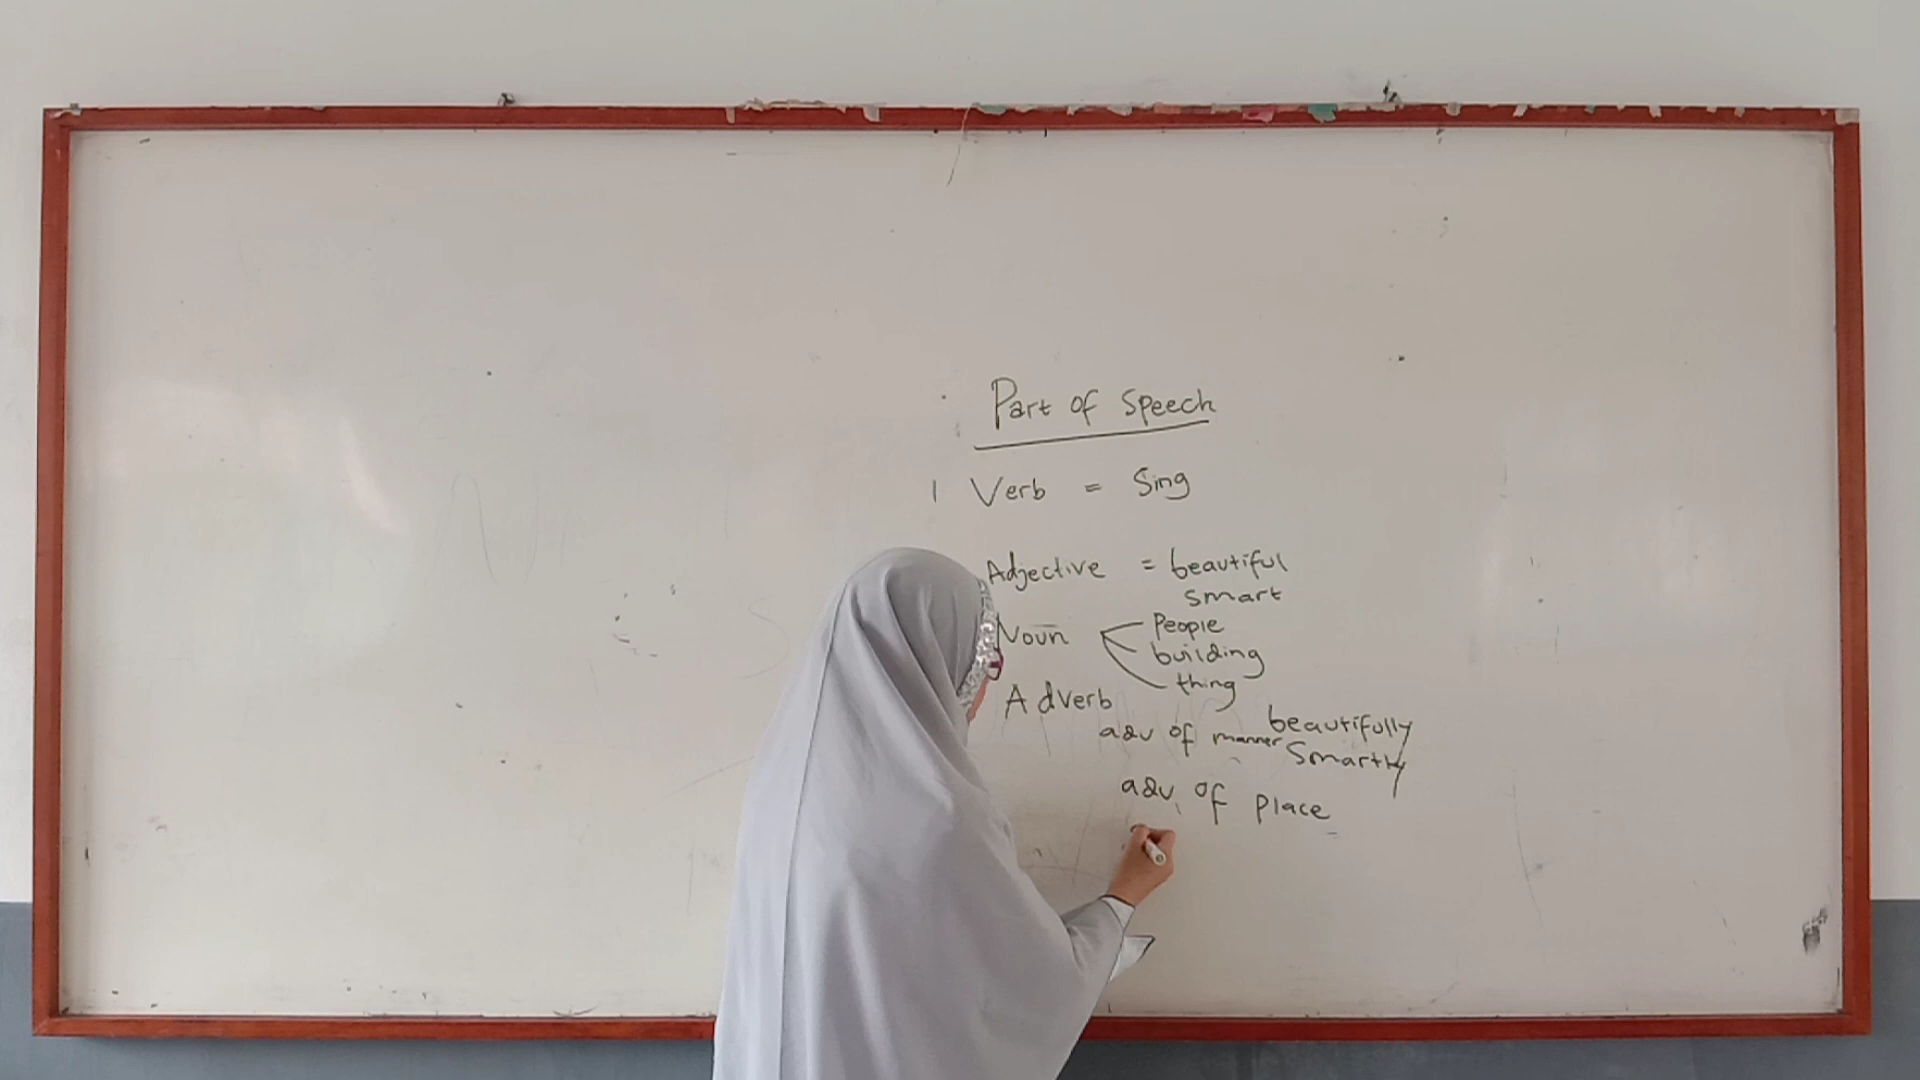 Part of Speech
1 Verb = Sing
Adjective = beautiful
smart
Noun People
building
thing
Adverb
adv of manner beautifully
Smartly
adv of place